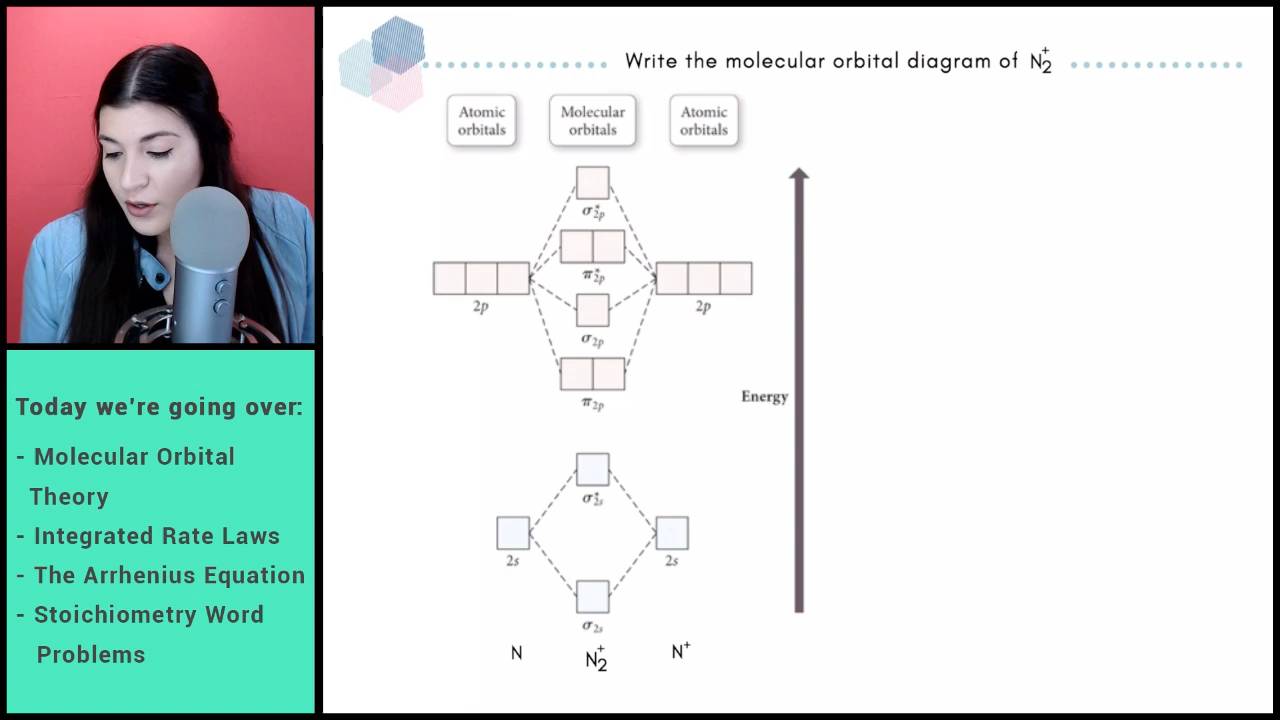 Write the molecular orbital diagram of N₂⁺
Atomic
orbitals
Molecular
orbitals
Atomic
orbitals
σ*₂p
π*₂p
2p
2p
σ₂p
π₂p
Energy
σ*₂s
2s
2s
σ₂s
N
N₂⁺
N⁺
Today we're going over:
- Molecular Orbital
Theory
- Integrated Rate Laws
- The Arrhenius Equation
- Stoichiometry Word
Problems